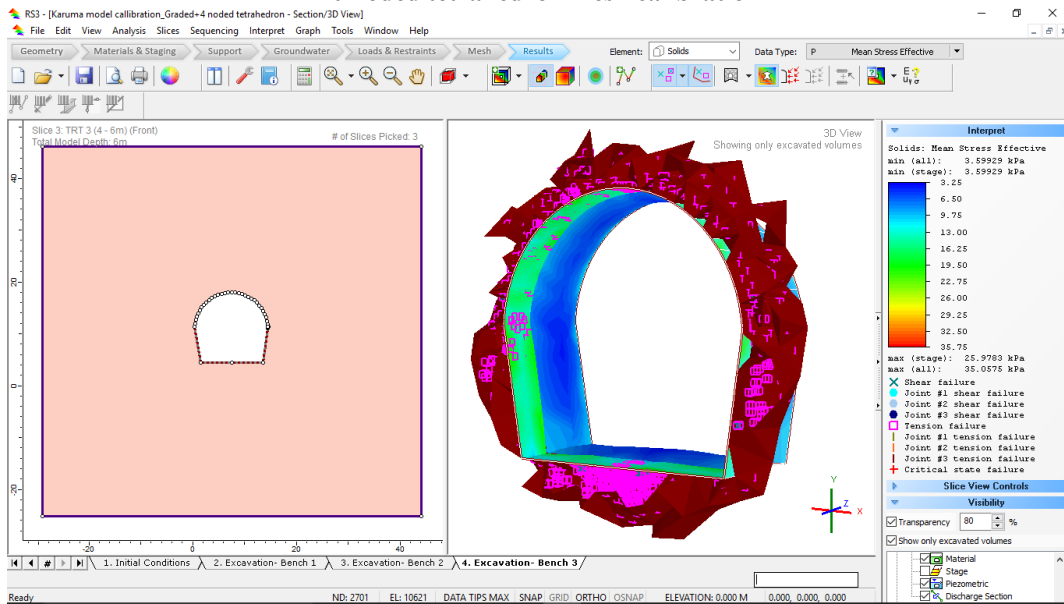 RS3 - [Karuma model callibration_Graded+4 noded tetrahedron - Section/3D View]
File Edit View Analysis Slices Sequencing Interpret Graph Tools Window Help
Geometry Materials & Staging Support Groundwater Loads & Restraints Mesh Results Element: Solids Data Type: P Mean Stress Effective
Slice 3: TRT 3 (4 - 6m) (Front)
Total Model Depth: 6m
# of Slices Picked: 3
40
20
0
-20
-20 0 20 40
3D View
Showing only excavated volumes
Y
Z
X
Interpret
Solids: Mean Stress Effective
min (all): 3.59929 kPa
min (stage): 3.59929 kPa
3.25
6.50
9.75
13.00
16.25
19.50
22.75
26.00
29.25
32.50
35.75
max (stage): 25.9783 kPa
max (all): 35.0575 kPa
Shear failure
Joint #1 shear failure
Joint #2 shear failure
Joint #3 shear failure
Tension failure
Joint #1 tension failure
Joint #2 tension failure
Joint #3 tension failure
Critical state failure
Slice View Controls
Visibility
Transparency 80 %
Show only excavated volumes
Material
Stage
Piezometric
Discharge Section
1. Initial Conditions 2. Excavation- Bench 1 3. Excavation- Bench 2 4. Excavation- Bench 3
Ready ND: 2701 EL: 10621 DATA TIPS MAX SNAP GRID ORTHO OSNAP ELEVATION: 0.000 M 0.000, 0.000, 0.000